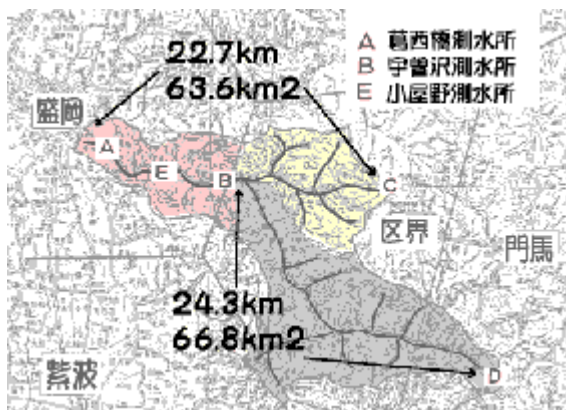 22.7km
63.6km2
A 葛西橋測水所
B 宇曽沢測水所
E 小屋野測水所
盛岡
A
E
B
C
区界
門馬
24.3km
66.8km2
紫波
D